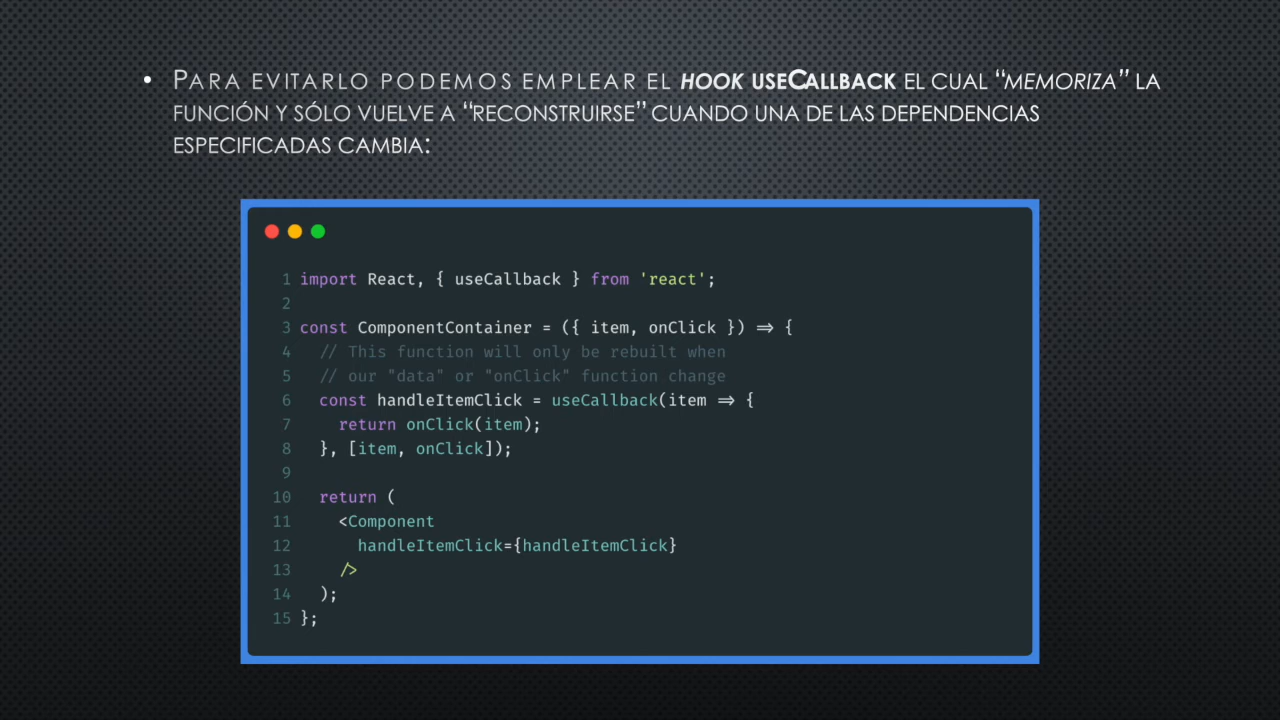 • PARA EVITARLO PODEMOS EMPLEAR EL HOOK USECALLBACK EL CUAL “MEMORIZA” LA
FUNCIÓN Y SÓLO VUELVE A “RECONSTRUIRSE” CUANDO UNA DE LAS DEPENDENCIAS
ESPECIFICADAS CAMBIA:
1 import React, { useCallback } from 'react';
2
3 const ComponentContainer = ({ item, onClick }) => {
4   // This function will only be rebuilt when
5   // our "data" or "onClick" function change
6   const handleItemClick = useCallback(item => {
7     return onClick(item);
8   }, [item, onClick]);
9
10   return (
11     <Component
12       handleItemClick={handleItemClick}
13     />
14   );
15 };